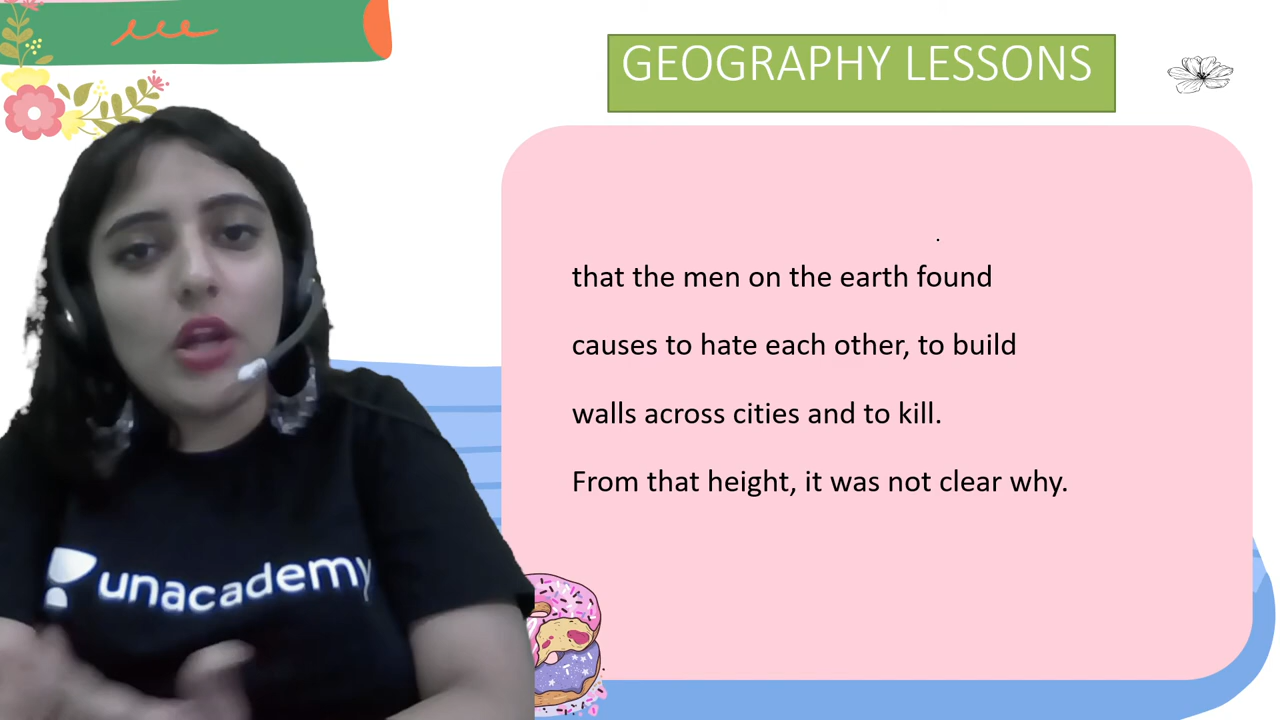 GEOGRAPHY LESSONS
that the men on the earth found
causes to hate each other, to build
walls across cities and to kill.
From that height, it was not clear why.
unacademy